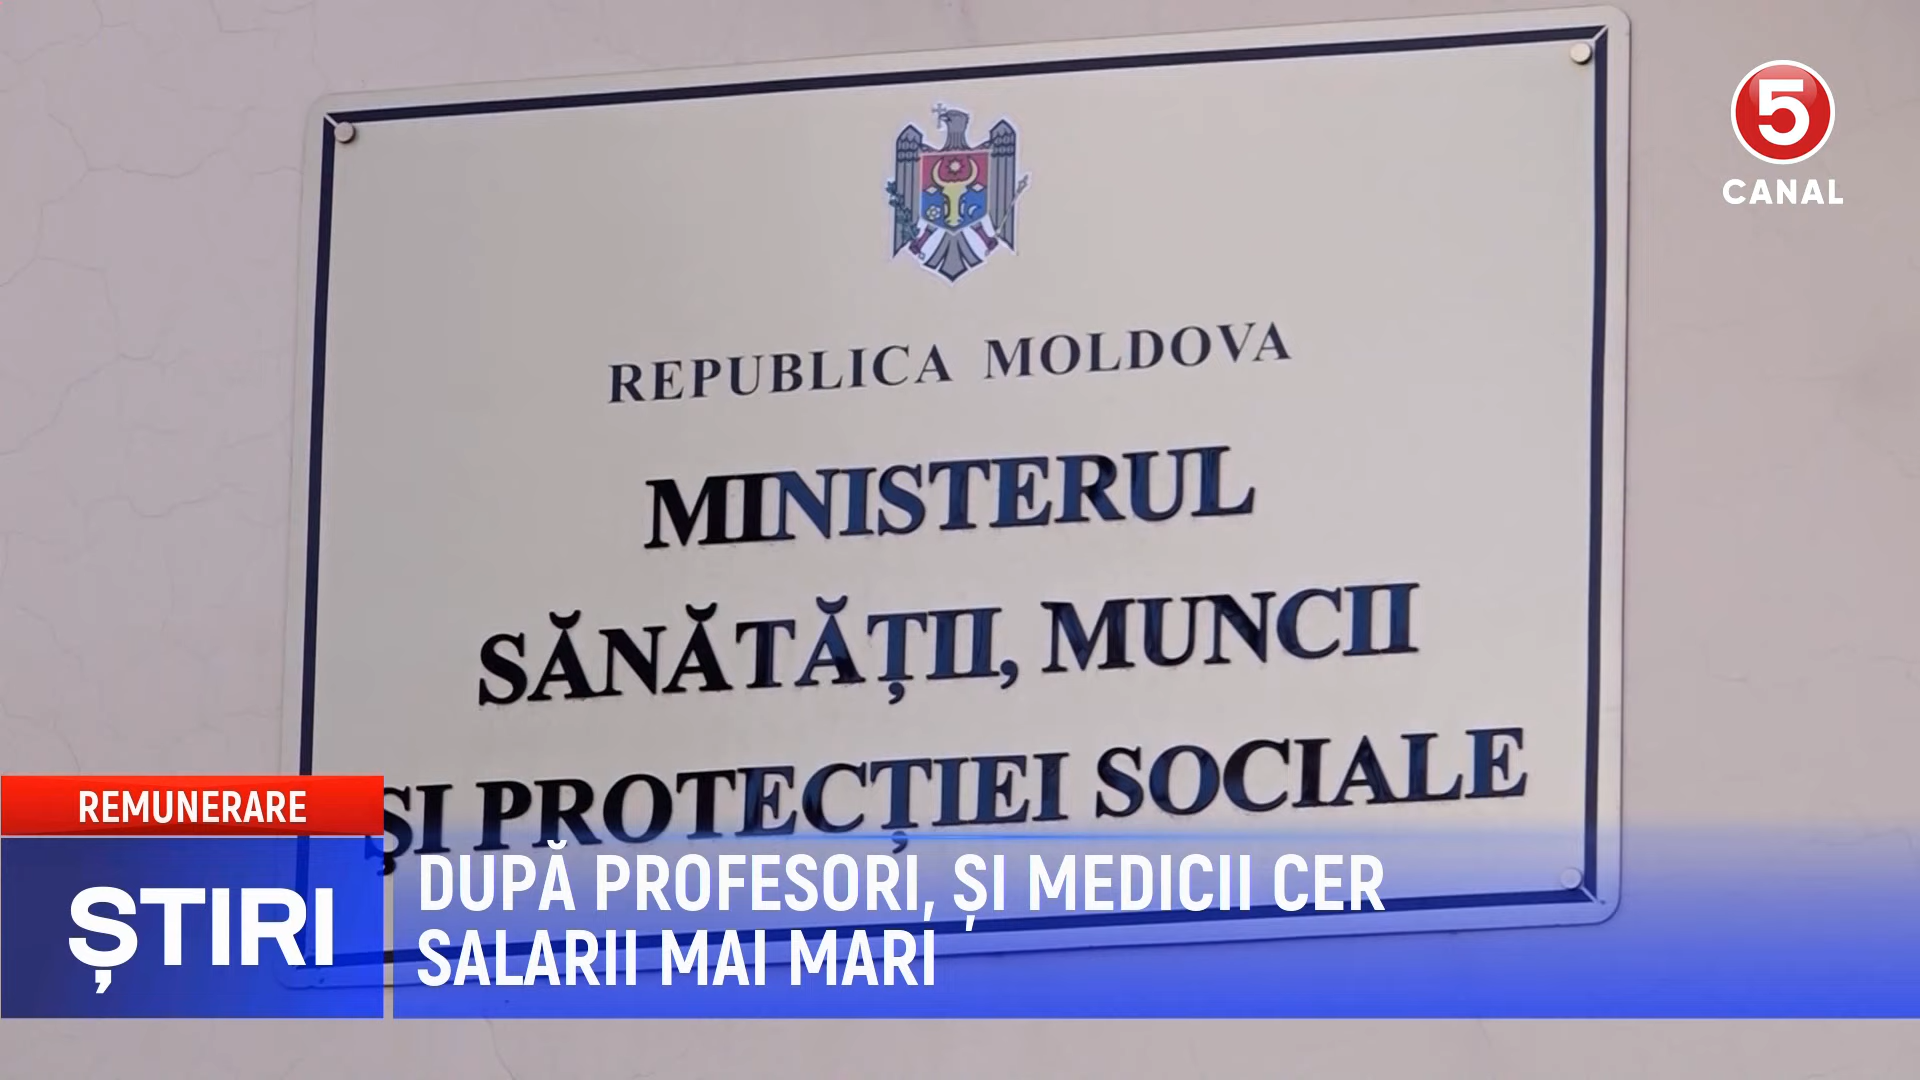 5
CANAL
REPUBLICA MOLDOVA
MINISTERUL
SĂNĂTĂȚII, MUNCII
ȘI PROTECȚIEI SOCIALE
REMUNERARE
ȘTIRI
DUPĂ PROFESORI, ȘI MEDICII CER
SALARII MAI MARI